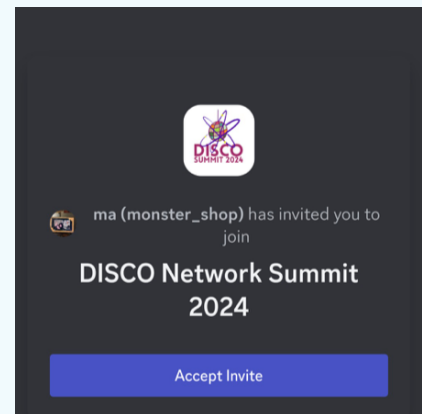 DISCO
SUMMIT 2024
ma (monster_shop) has invited you to
join
DISCO Network Summit
2024
Accept Invite